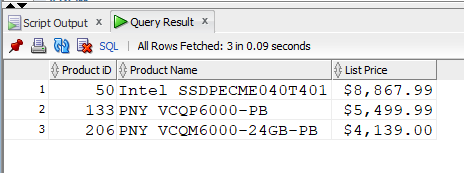 Script Output x Query Result x
SQL | All Rows Fetched: 3 in 0.09 seconds
Product iD Product Name List Price
1 50 Intel SSDPECME040T401 $8,867.99
2 133 PNY VCQP6000-PB $5,499.99
3 206 PNY VCQM6000-24GB-PB $4,139.00